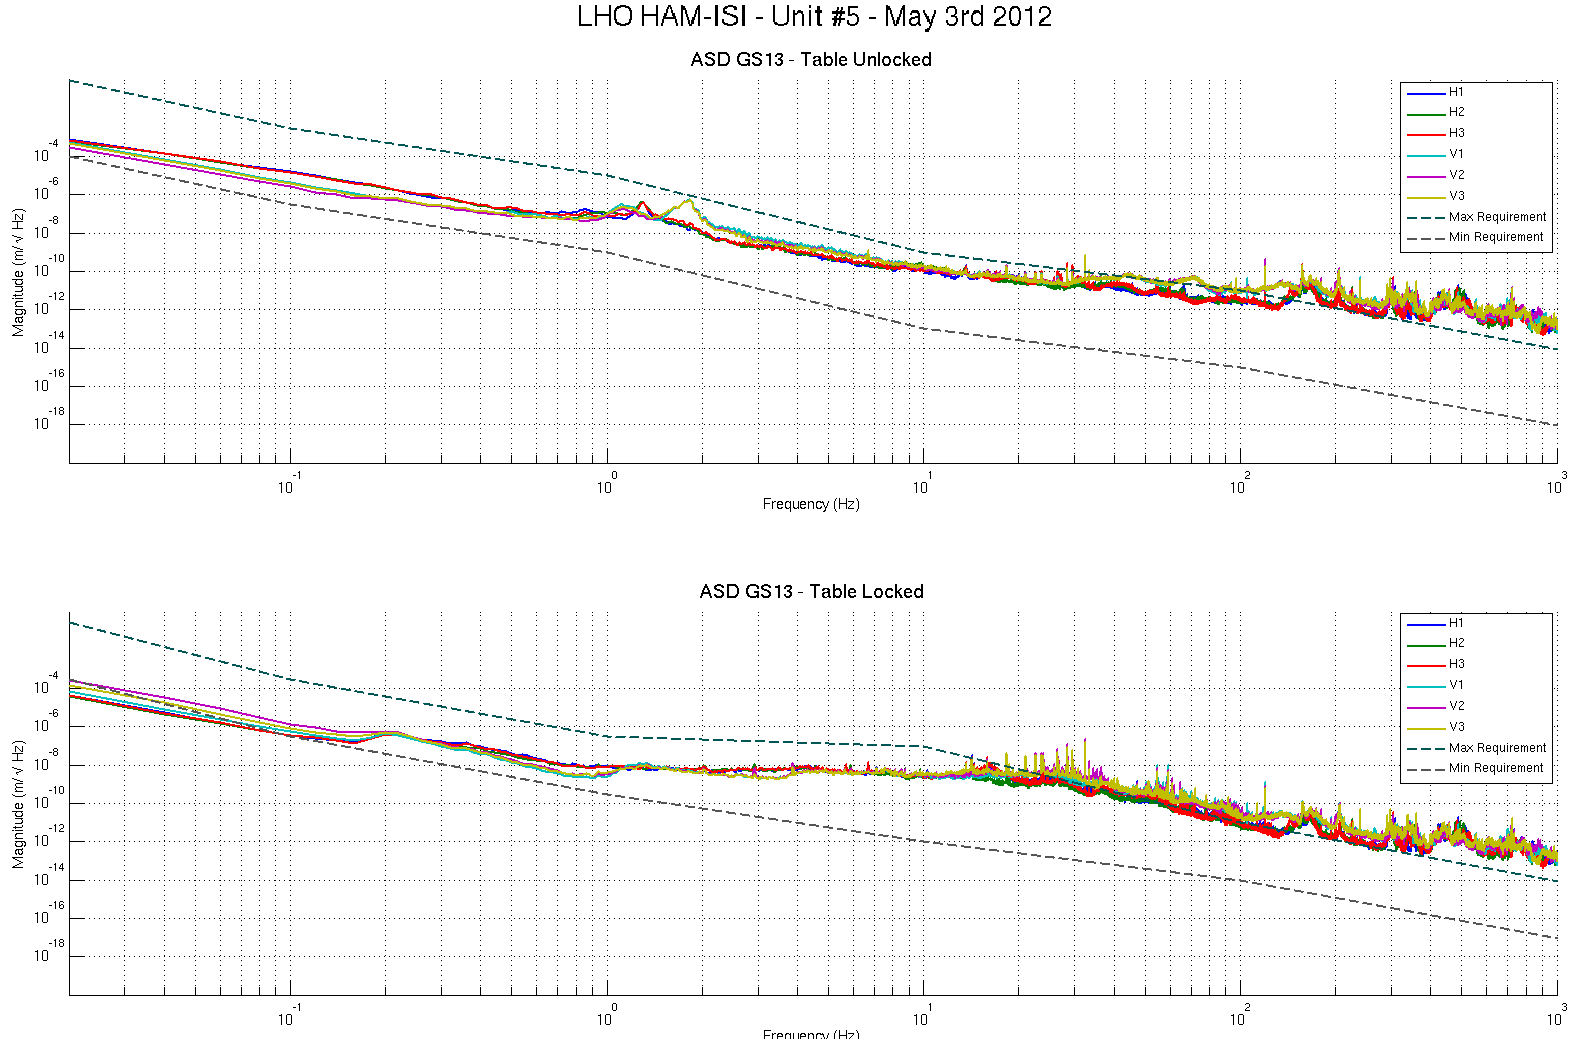 LHO HAM-ISI - Unit #5 - May 3rd 2012
ASD GS13 - Table Unlocked
Magnitude (m/√ Hz)
10^-4
10^-6
10^-8
10^-10
10^-12
10^-14
10^-16
10^-18
H1
H2
H3
V1
V2
V3
Max Requirement
Min Requirement
10^-1 10^0 10^1 10^2 10^3
Frequency (Hz)
ASD GS13 - Table Locked
Magnitude (m/√ Hz)
10^-4
10^-6
10^-8
10^-10
10^-12
10^-14
10^-16
10^-18
H1
H2
H3
V1
V2
V3
Max Requirement
Min Requirement
10^-1 10^0 10^1 10^2 10^3
Frequency (Hz)